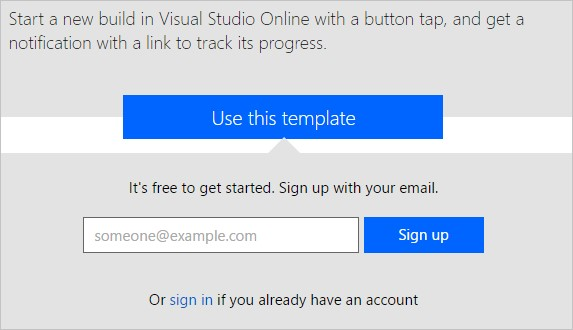 Start a new build in Visual Studio Online with a button tap, and get a
notification with a link to track its progress.
Use this template
It's free to get started. Sign up with your email.
someone@example.com
Sign up
Or sign in if you already have an account